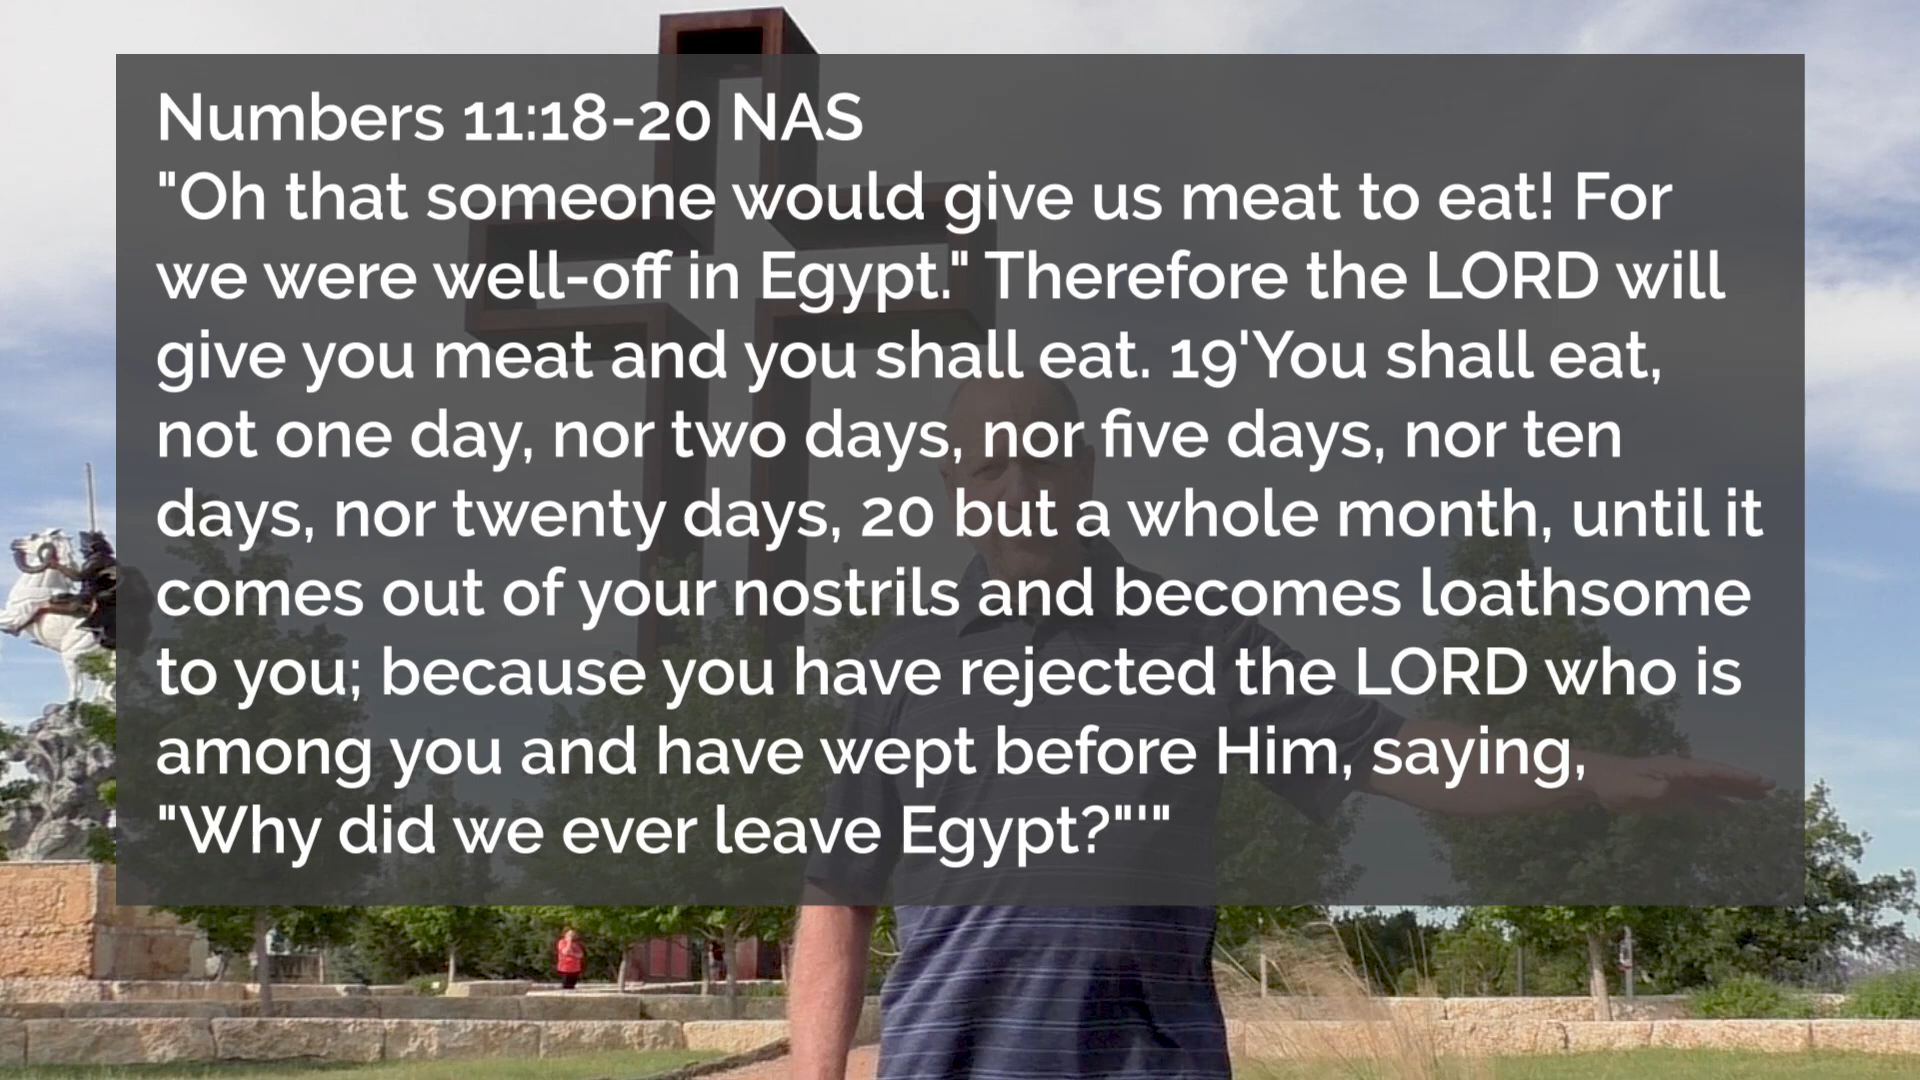 Numbers 11:18-20 NAS
"Oh that someone would give us meat to eat! For
we were well-off in Egypt." Therefore the LORD will
give you meat and you shall eat. 19'You shall eat,
not one day, nor two days, nor five days, nor ten
days, nor twenty days, 20 but a whole month, until it
comes out of your nostrils and becomes loathsome
to you; because you have rejected the LORD who is
among you and have wept before Him, saying,
"Why did we ever leave Egypt?"'"